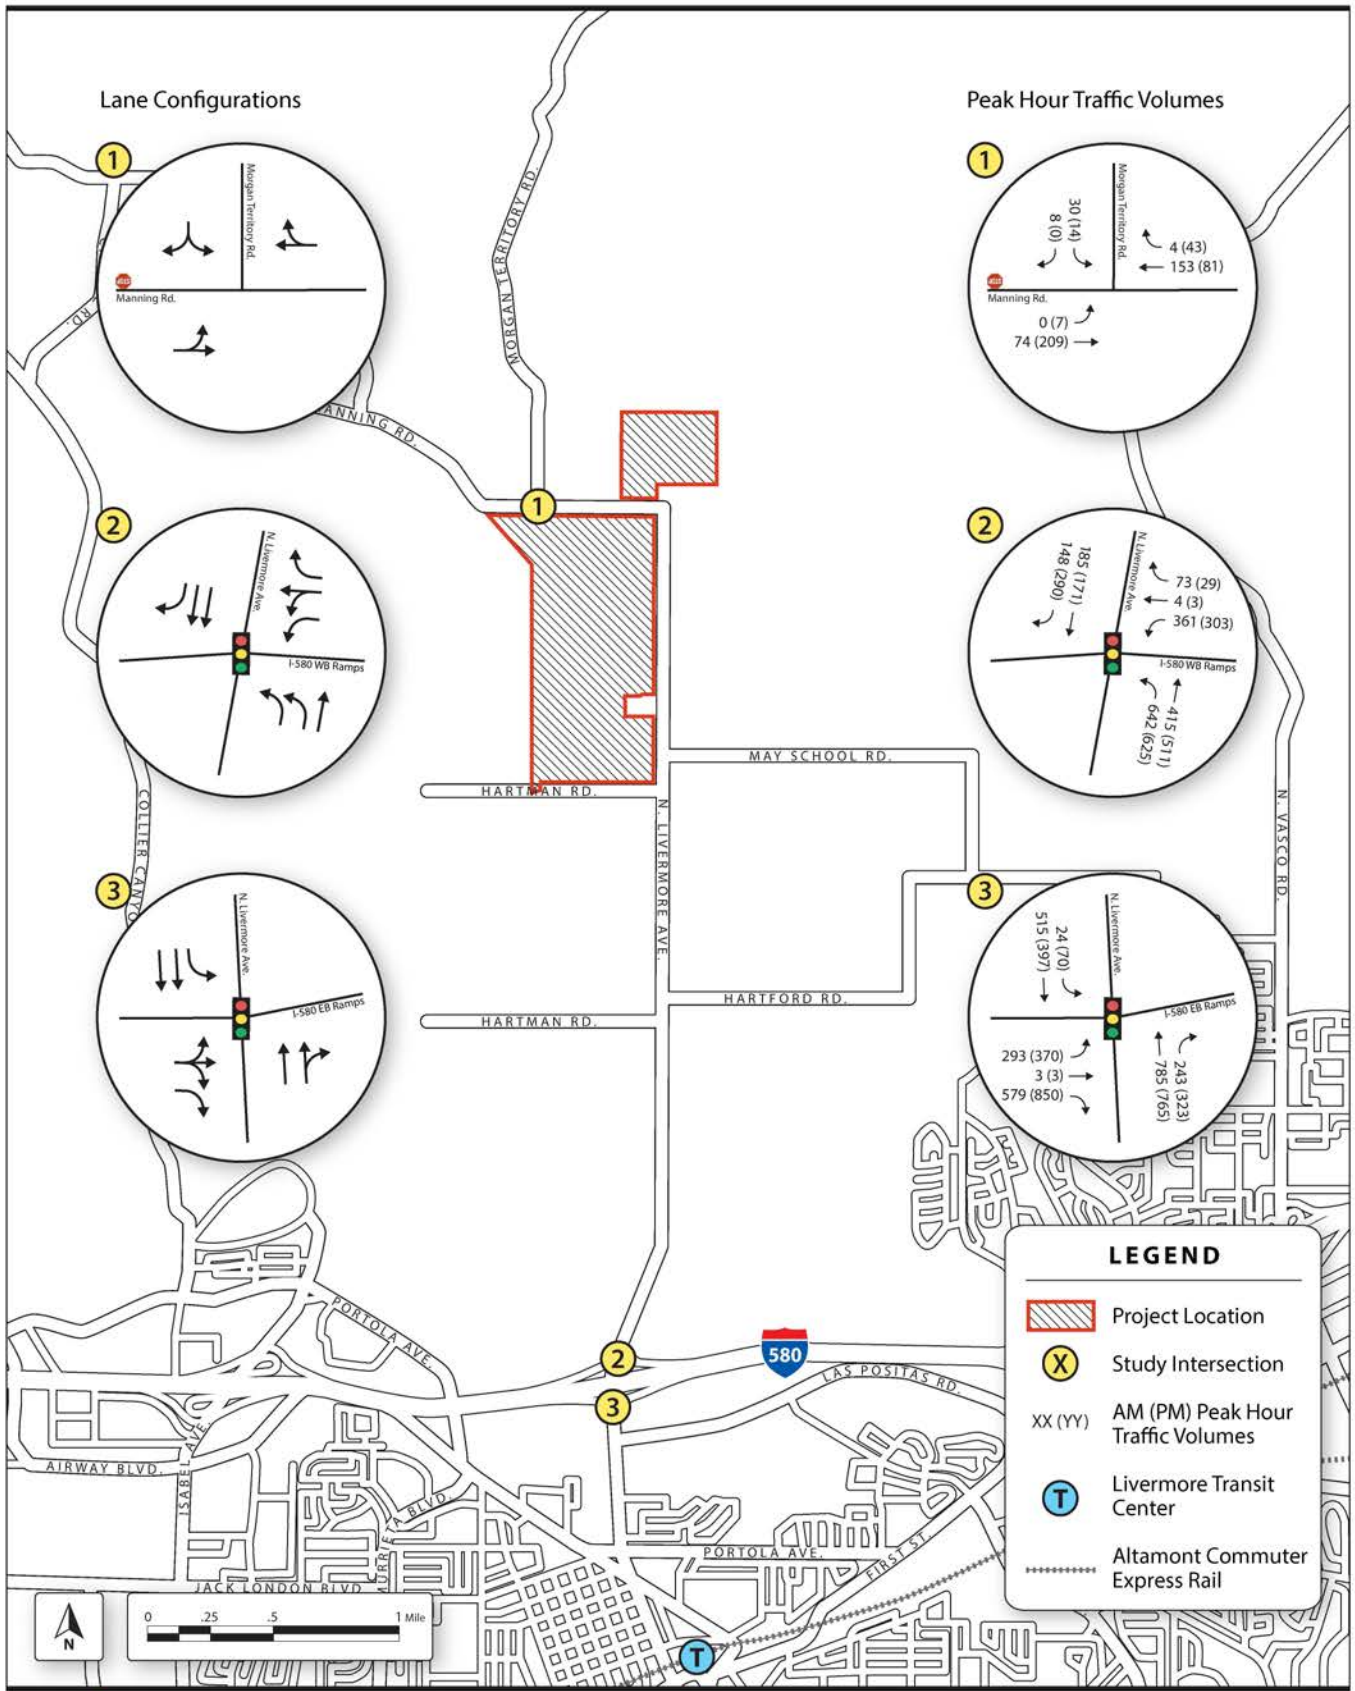 Lane Configurations
Peak Hour Traffic Volumes
1
Morgan Territory Rd.
Manning Rd.
1
Morgan Territory Rd.
30 (14)
8 (0)
4 (43)
153 (81)
Manning Rd.
0 (7)
74 (209)
MORGAN TERRITORY RD.
RD.
ANNING RD.
1
2
N. Livermore Ave.
I-580 WB Ramps
2
N. Livermore Ave.
185 (171)
148 (290)
73 (29)
4 (3)
361 (303)
I-580 WB Ramps
415 (511)
642 (625)
MAY SCHOOL RD.
HARTMAN RD.
COLLIER CANYO
N. LIVERMORE AVE.
N. VASCO RD.
3
N. Livermore Ave.
I-580 EB Ramps
3
N. Livermore Ave.
24 (70)
515 (397)
I-580 EB Ramps
293 (370)
3 (3)
579 (850)
243 (323)
785 (765)
HARTFORD RD.
HARTMAN RD.
PORTOLA AVE.
2
580
3
LAS POSITAS RD.
AIRWAY BLVD.
ISABEL AVE.
MURRIETA BLVD.
JACK LONDON BLVD
PORTOLA AVE.
FIRST ST.
T
LEGEND
Project Location
X
Study Intersection
XX (YY)
AM (PM) Peak Hour
Traffic Volumes
T
Livermore Transit
Center
Altamont Commuter
Express Rail
N
0 .25 .5 1 Mile